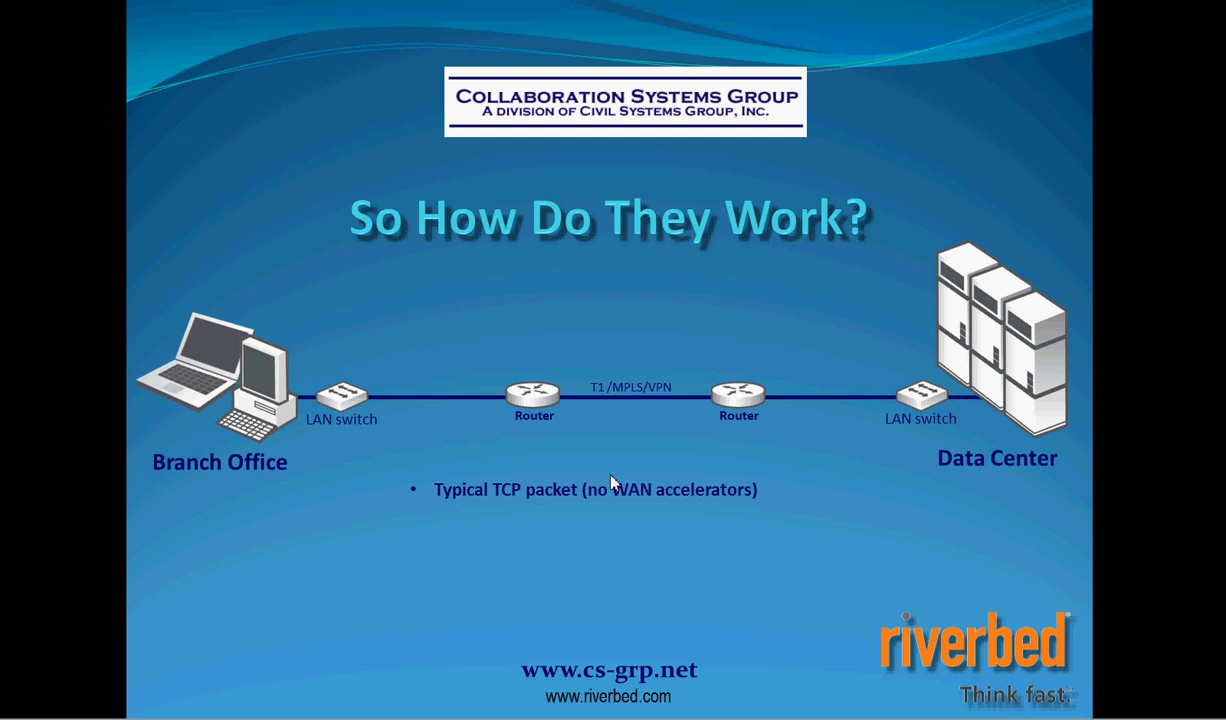 COLLABORATION SYSTEMS GROUP
A DIVISION OF CIVIL SYSTEMS GROUP, INC.
So How Do They Work?
T1/MPLS/VPN
LAN switch
Router
Router
LAN switch
Branch Office
Data Center
• Typical TCP packet (no WAN accelerators)
riverbed
Think fast.
www.cs-grp.net
www.riverbed.com